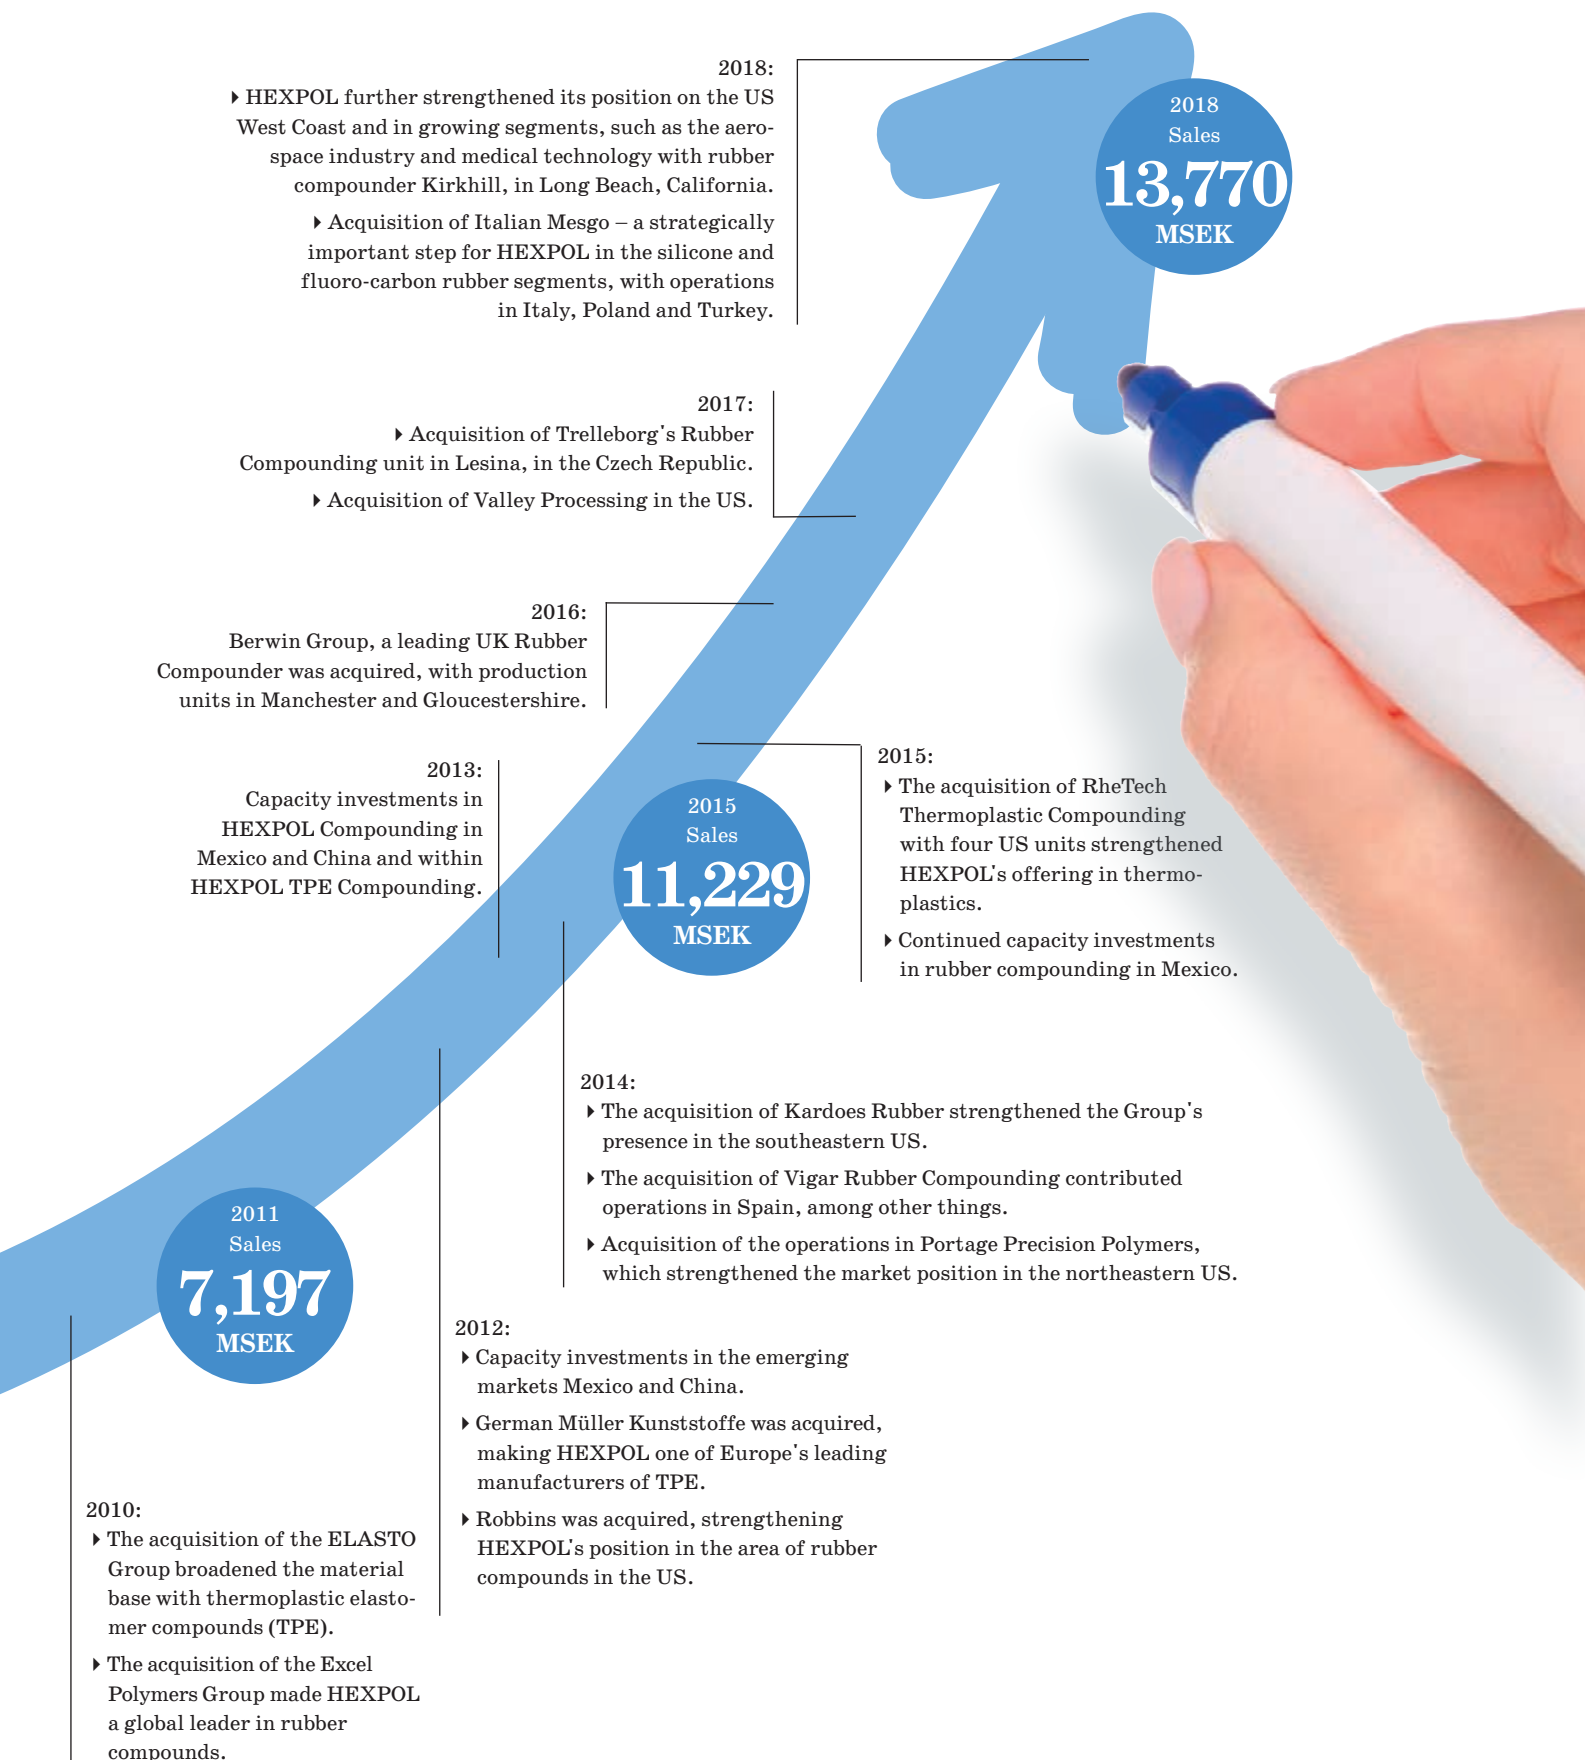 2018:
‣ HEXPOL further strengthened its position on the US
West Coast and in growing segments, such as the aero-
space industry and medical technology with rubber
compounder Kirkhill, in Long Beach, California.
‣ Acquisition of Italian Mesgo – a strategically
important step for HEXPOL in the silicone and
fluoro-carbon rubber segments, with operations
in Italy, Poland and Turkey.
2018
Sales
13,770
MSEK
2017:
‣ Acquisition of Trelleborg's Rubber
Compounding unit in Lesina, in the Czech Republic.
‣ Acquisition of Valley Processing in the US.
2016:
Berwin Group, a leading UK Rubber
Compounder was acquired, with production
units in Manchester and Gloucestershire.
2015:
‣ The acquisition of RheTech
Thermoplastic Compounding
with four US units strengthened
HEXPOL's offering in thermo-
plastics.
‣ Continued capacity investments
in rubber compounding in Mexico.
2013:
Capacity investments in
HEXPOL Compounding in
Mexico and China and within
HEXPOL TPE Compounding.
2015
Sales
11,229
MSEK
2014:
‣ The acquisition of Kardoes Rubber strengthened the Group's
presence in the southeastern US.
‣ The acquisition of Vigar Rubber Compounding contributed
operations in Spain, among other things.
‣ Acquisition of the operations in Portage Precision Polymers,
which strengthened the market position in the northeastern US.
2011
Sales
7,197
MSEK
2012:
‣ Capacity investments in the emerging
markets Mexico and China.
‣ German Müller Kunststoffe was acquired,
making HEXPOL one of Europe's leading
manufacturers of TPE.
‣ Robbins was acquired, strengthening
HEXPOL's position in the area of rubber
compounds in the US.
2010:
‣ The acquisition of the ELASTO
Group broadened the material
base with thermoplastic elasto-
mer compounds (TPE).
‣ The acquisition of the Excel
Polymers Group made HEXPOL
a global leader in rubber
compounds.